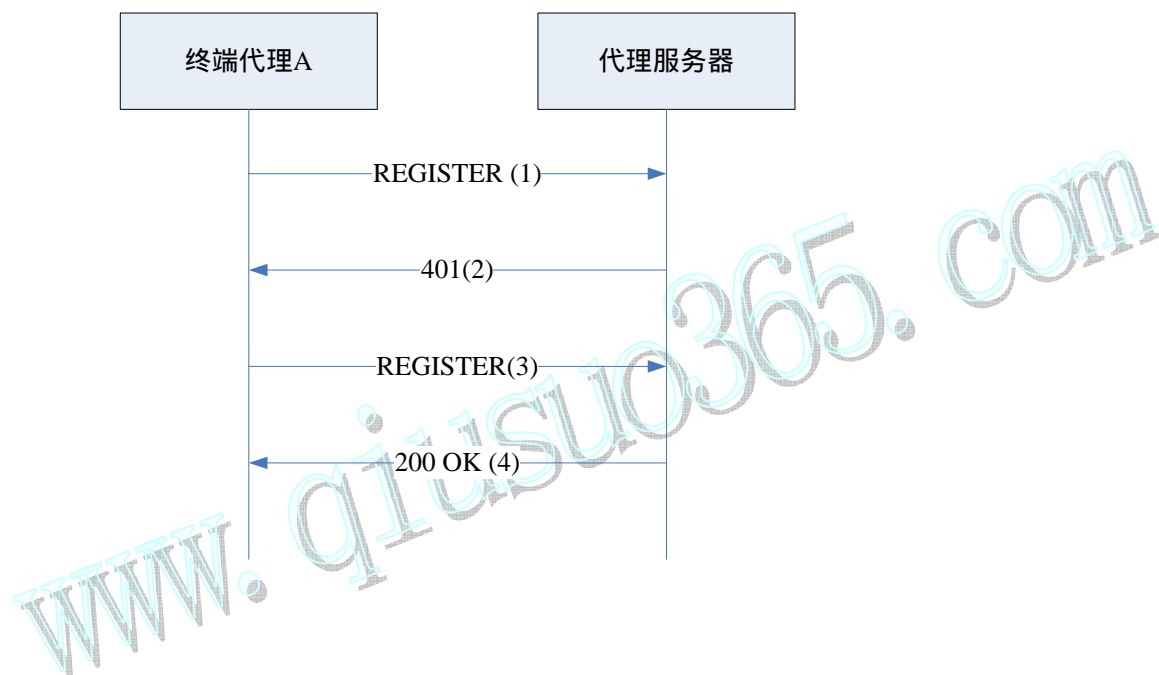 终端代理A
代理服务器
REGISTER (1)
401(2)
REGISTER(3)
200 OK (4)
www.qiusuo365.com